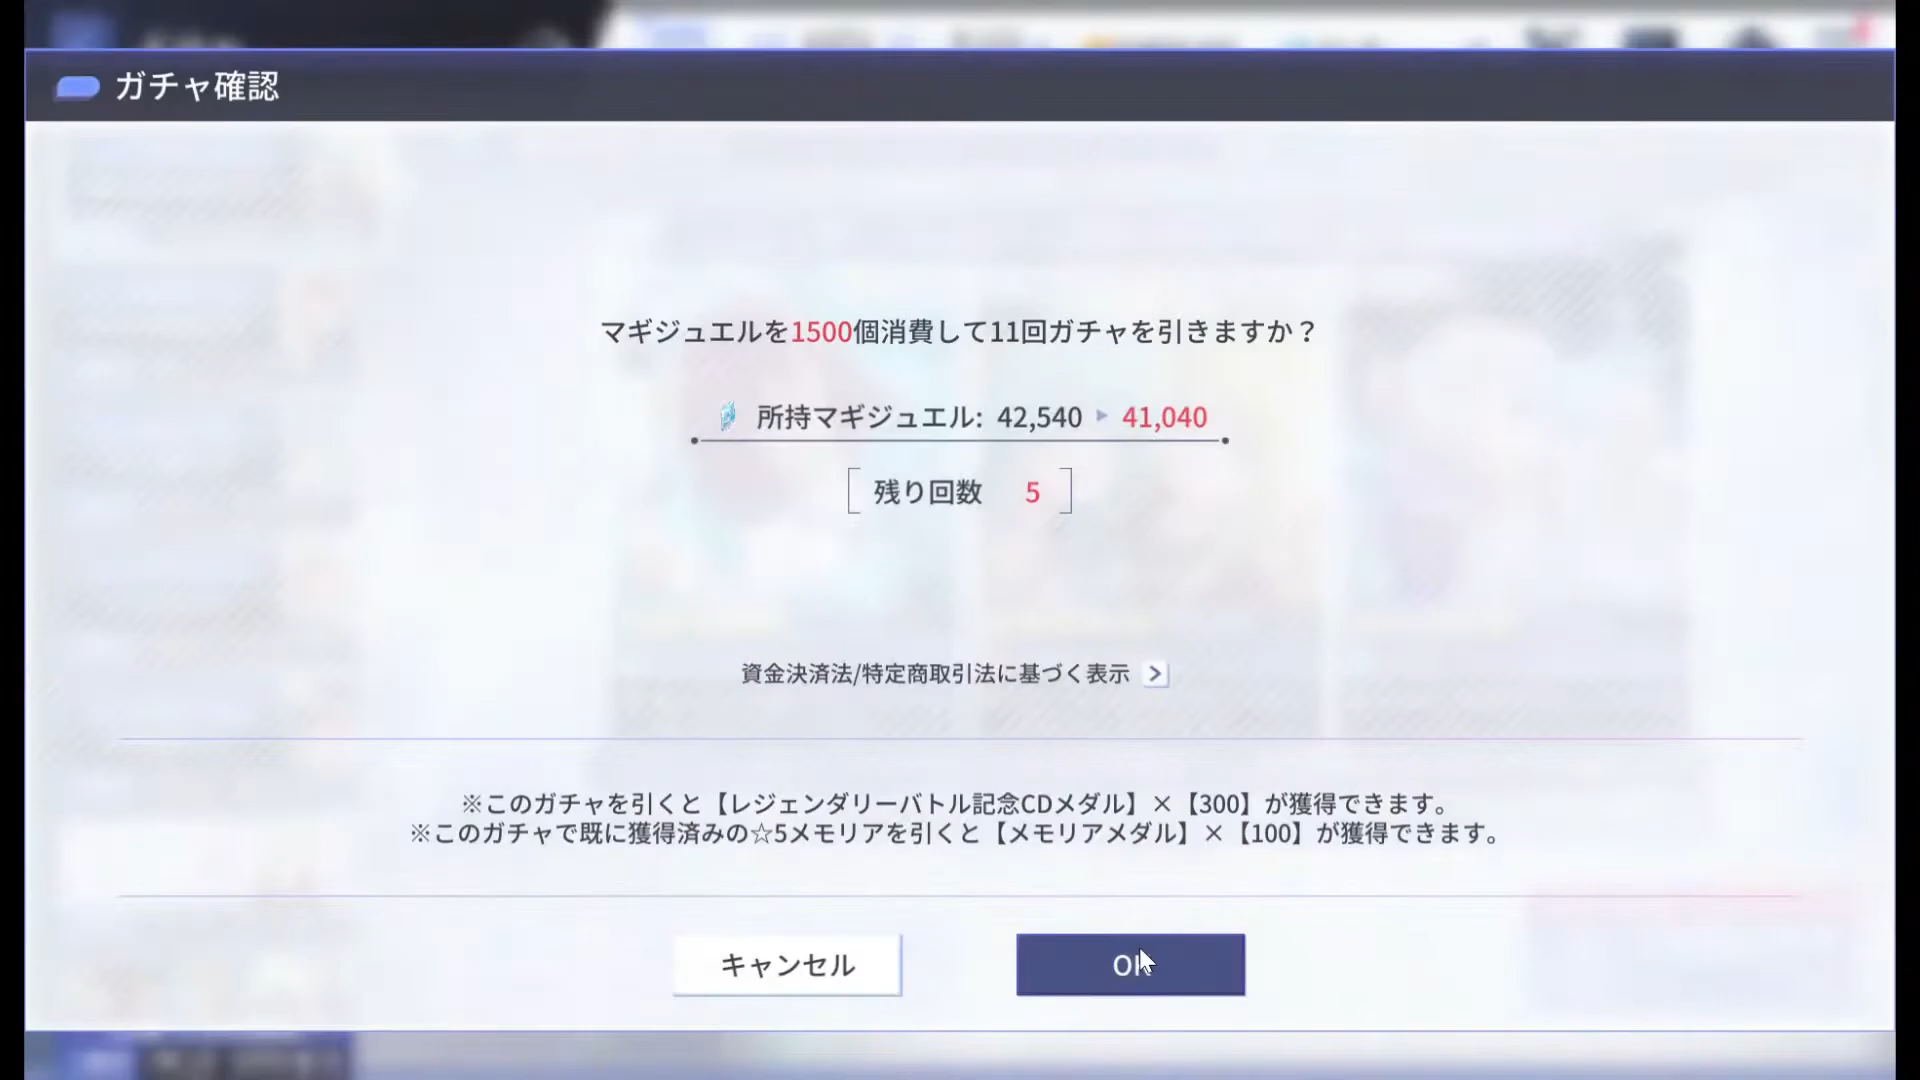 ガチャ確認
マギジュエルを1500個消費して11回ガチャを引きますか？
所持マギジュエル: 42,540 ▶ 41,040
残り回数 5
資金決済法/特定商取引法に基づく表示
※このガチャを引くと【レジェンダリーバトル記念CDメダル】×【300】が獲得できます。
※このガチャで既に獲得済みの☆5メモリアを引くと【メモリアメダル】×【100】が獲得できます。
キャンセル
OK